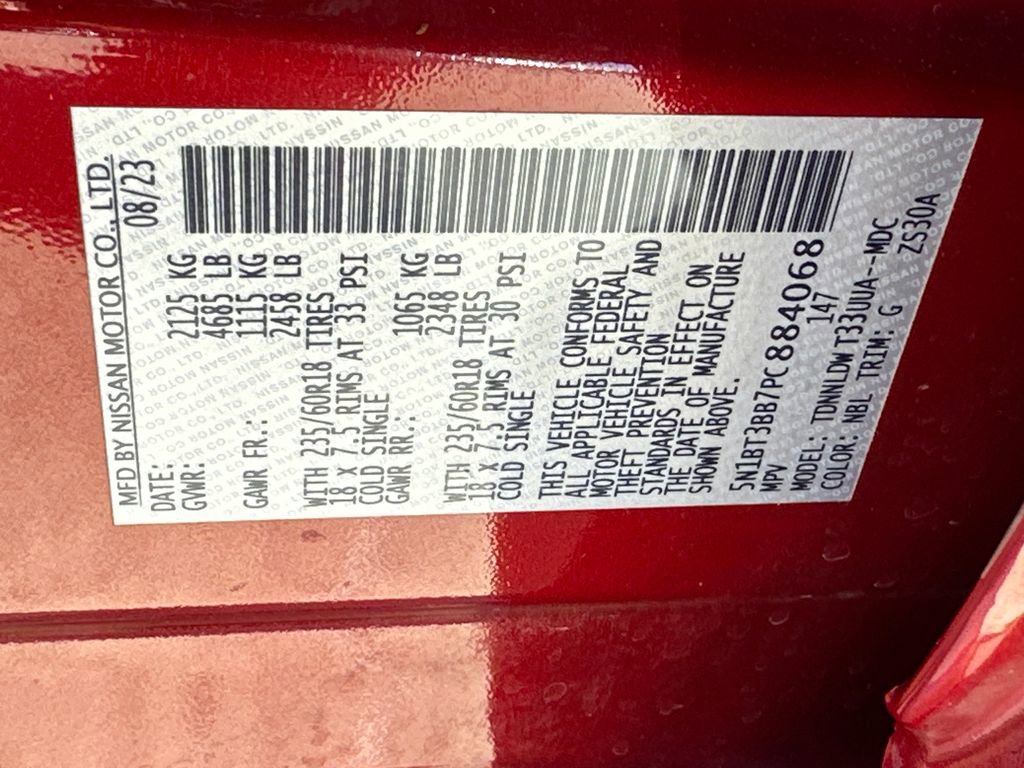 MFD BY NISSAN MOTOR CO., LTD.
DATE: 08/23
GVWR: 2125 KG
4685 LB
GAWR FR.: 1115 KG
2458 LB
WITH 235/60R18 TIRES
18 X 7.5 RIMS AT 33 PSI
COLD SINGLE
GAWR RR.: 1065 KG
2348 LB
WITH 235/60R18 TIRES
18 X 7.5 RIMS AT 30 PSI
COLD SINGLE
THIS VEHICLE CONFORMS TO
ALL APPLICABLE FEDERAL
MOTOR VEHICLE SAFETY AND
THEFT PREVENTION
STANDARDS IN EFFECT ON
THE DATE OF MANUFACTURE
SHOWN ABOVE.
5N1BT3BB7PC884068
MPV 147
MODEL: TDNNLDWT33UUA--MDC
COLOR: NBL TRIM: G ZS30A